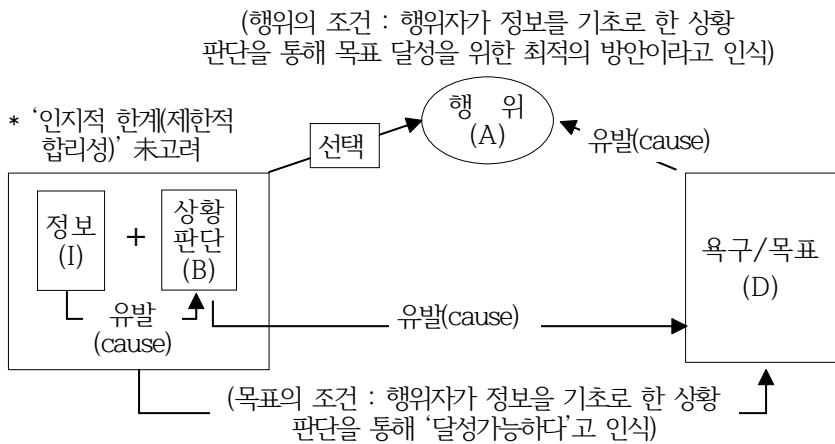 (행위의 조건 : 행위자가 정보를 기초로 한 상황
판단을 통해 목표 달성을 위한 최적의 방안이라고 인식)
* ‘인지적 한계(제한적
합리성)’ 未고려
행 위
(A)
선택
유발(cause)
정보
(I)
+
상황
판단
(B)
욕구/목표
(D)
유발
(cause)
유발(cause)
(목표의 조건 : 행위자가 정보을 기초로 한 상황
판단을 통해 ‘달성가능하다’고 인식)